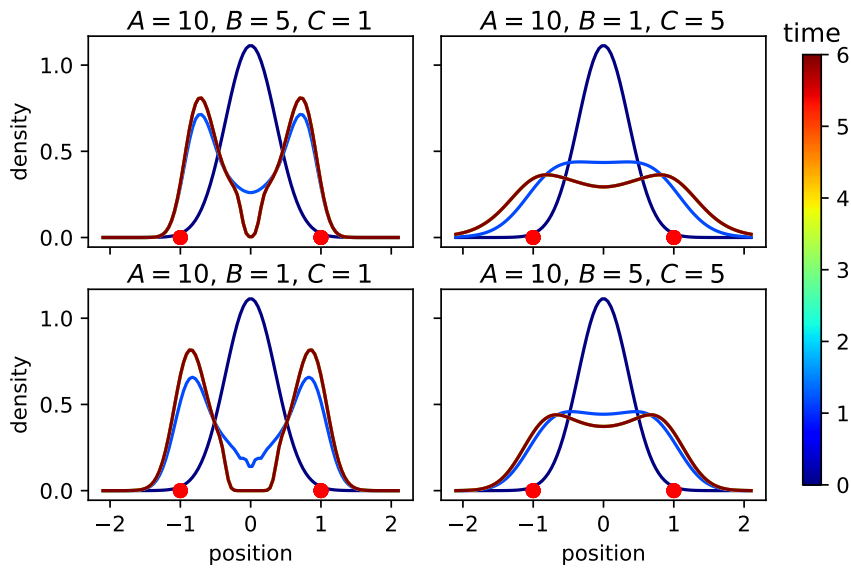 A = 10, B = 5, C = 1
A = 10, B = 1, C = 5
time
density
1.0
0.5
0.0
6
5
4
3
2
1
0
A = 10, B = 1, C = 1
A = 10, B = 5, C = 5
density
1.0
0.5
0.0
−2 −1 0 1 2
−2 −1 0 1 2
position
position